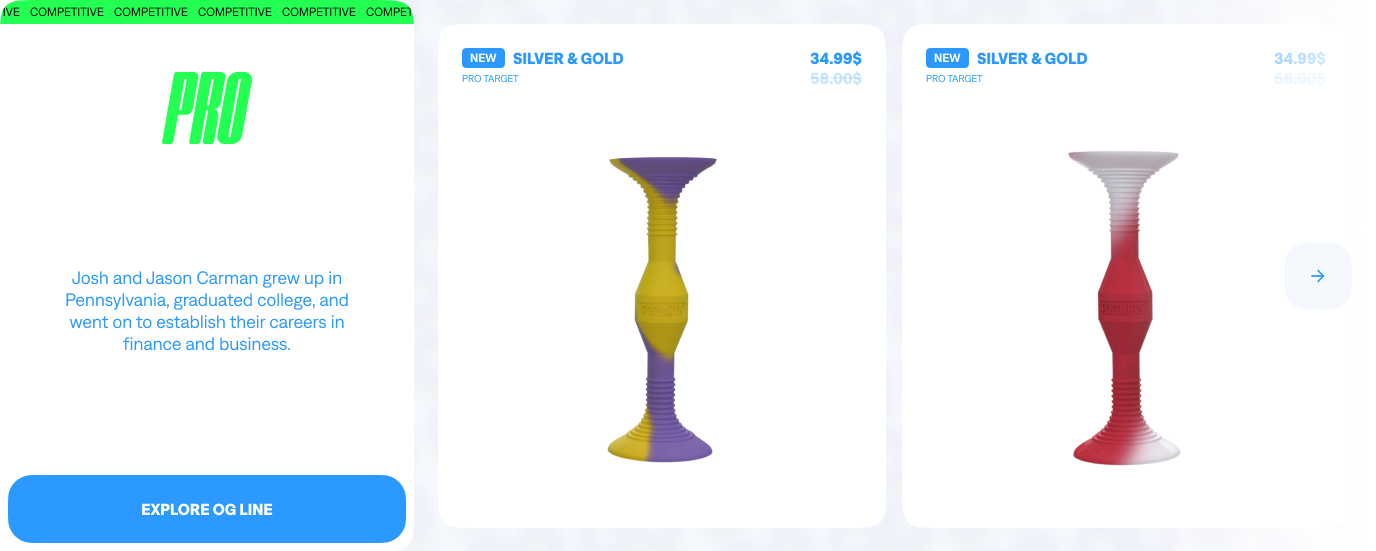 COMPETITIVE COMPETITIVE COMPETITIVE COMPETITIVE
PRO
Josh and Jason Carman grew up in
Pennsylvania, graduated college, and
went on to establish their careers in
finance and business.
EXPLORE OG LINE
NEW SILVER & GOLD 34.99$
PRO TARGET 58.00$
NEW SILVER & GOLD 34.99$
PRO TARGET 58.00$